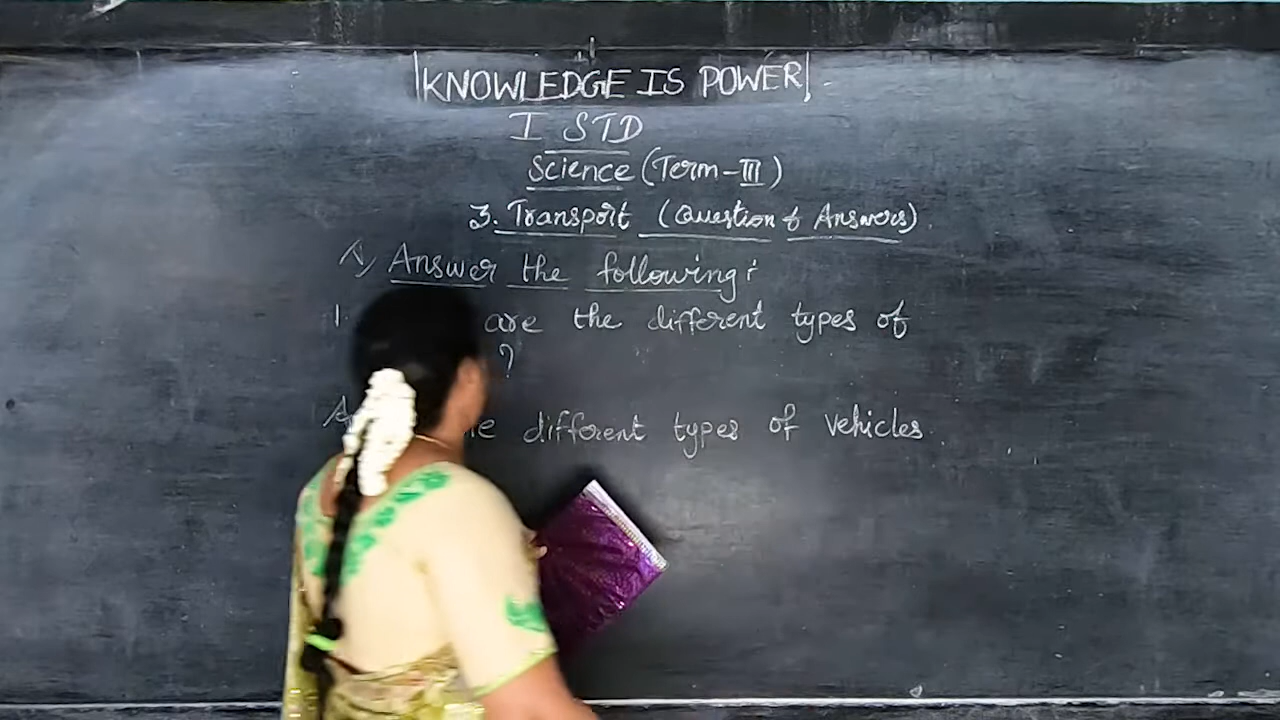 KNOWLEDGE IS POWER
I STD
Science (Term-III)
3. Transport (Question & Answers)
A) Answer the following:
1. are the different types of
?
different types of vehicles